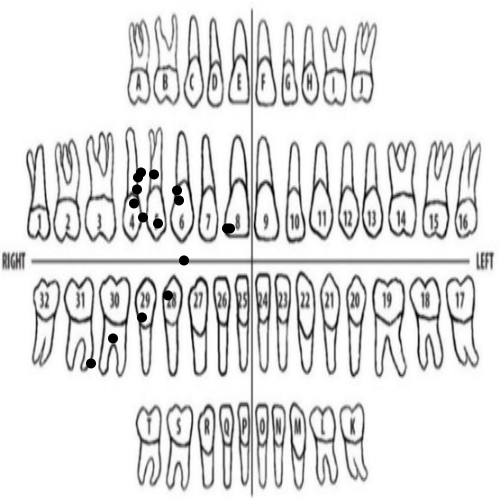 A B C D E F G H I J
1 2 3 4 5 6 7 8 9 10 11 12 13 14 15 16
RIGHT LEFT
32 31 30 29 28 27 26 25 24 23 22 21 20 19 18 17
T S R Q P O N M L K